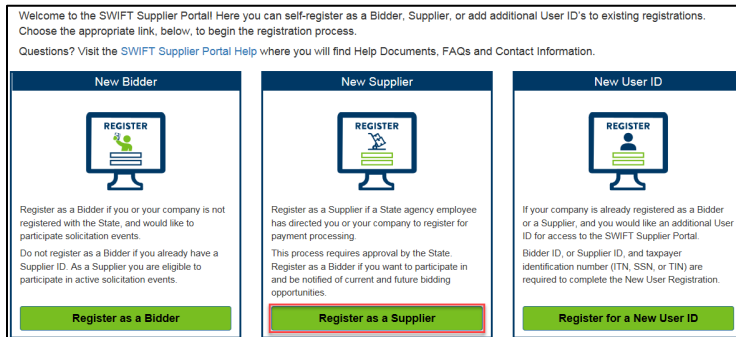 Welcome to the SWIFT Supplier Portal! Here you can self-register as a Bidder, Supplier, or add additional User ID's to existing registrations.
Choose the appropriate link, below, to begin the registration process.
Questions? Visit the SWIFT Supplier Portal Help where you will find Help Documents, FAQs and Contact Information.
New Bidder
REGISTER
Register as a Bidder if you or your company is not
registered with the State, and would like to
participate solicitation events.
Do not register as a Bidder if you already have a
Supplier ID. As a Supplier you are eligible to
participate in active solicitation events.
Register as a Bidder
New Supplier
REGISTER
Register as a Supplier if a State agency employee
has directed you or your company to register for
payment processing.
This process requires approval by the State.
Register as a Bidder if you want to participate in
and be notified of current and future bidding
opportunities.
Register as a Supplier
New User ID
REGISTER
If your company is already registered as a Bidder
or a Supplier, and you would like an additional User
ID for access to the SWIFT Supplier Portal.
Bidder ID, or Supplier ID, and taxpayer
identification number (ITN, SSN, or TIN) are
required to complete the New User Registration.
Register for a New User ID